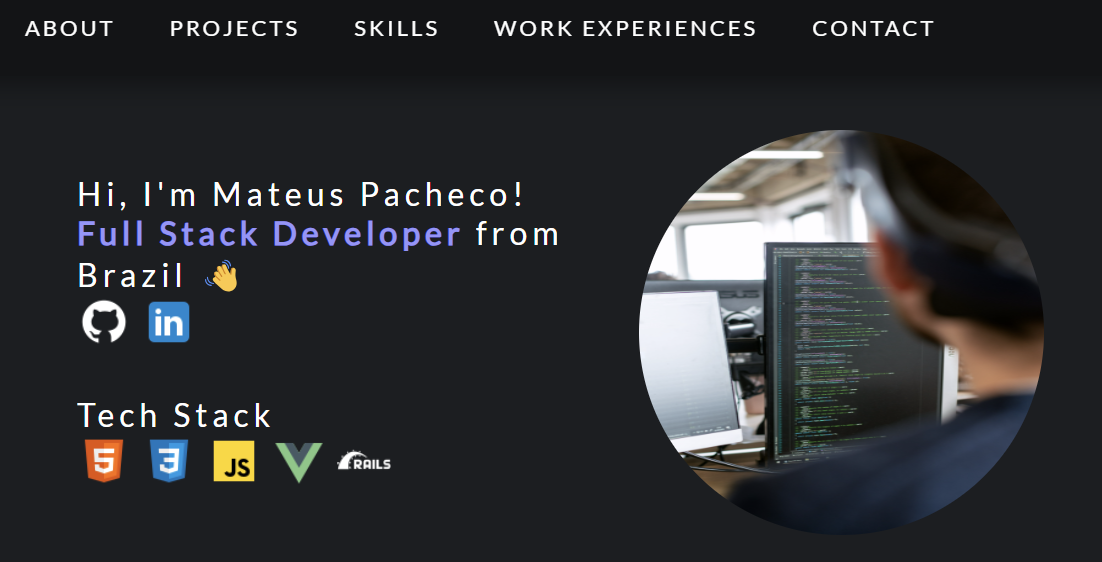 ABOUT PROJECTS SKILLS WORK EXPERIENCES CONTACT
Hi, I'm Mateus Pacheco!
Full Stack Developer from
Brazil 👋
in
Tech Stack
5 3 JS RAILS